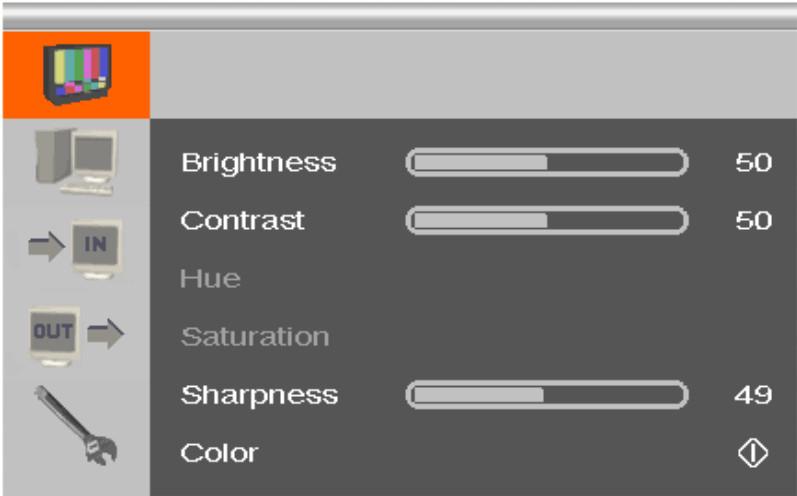 Brightness 50
Contrast 50
IN
Hue
OUT
Saturation
Sharpness 49
Color